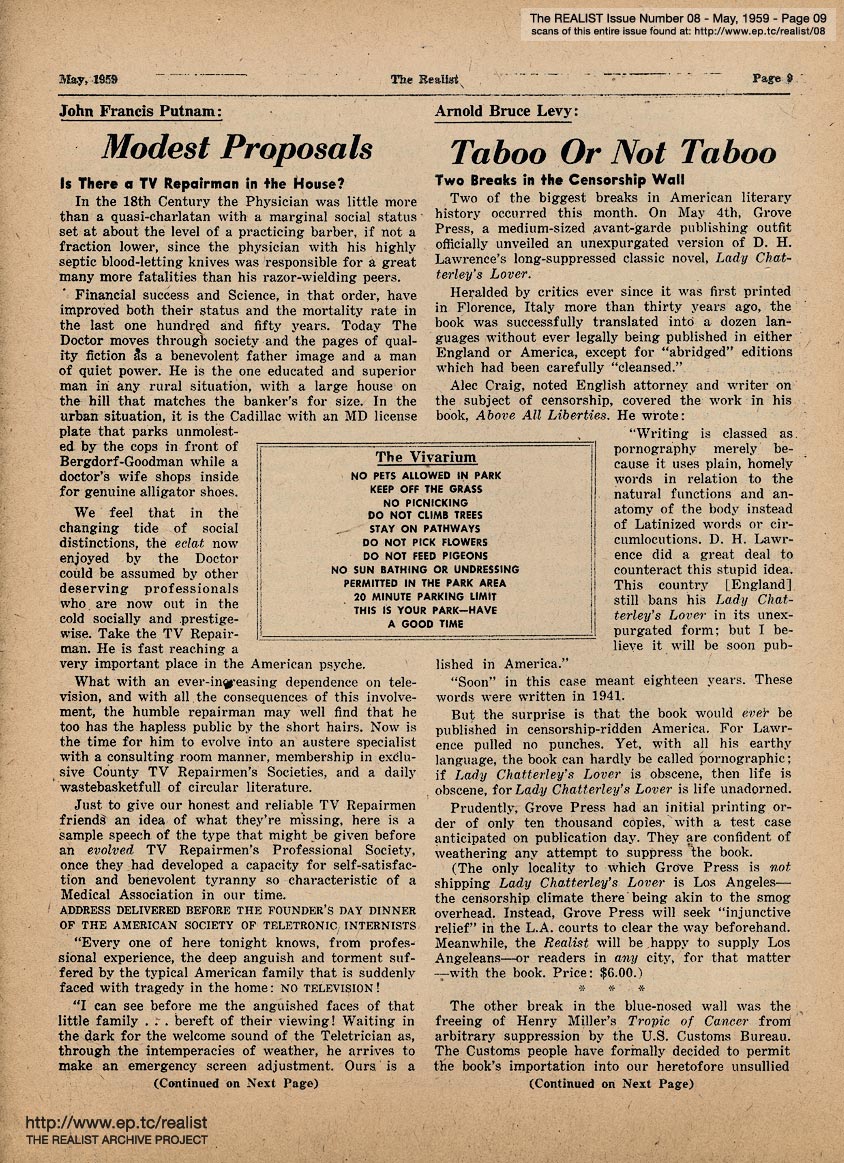 The REALIST Issue Number 08 - May, 1959 - Page 09
scans of this entire issue found at: http://www.ep.tc/realist/08
May, 1959
The Realist
Page 9
John Francis Putnam:
Modest Proposals
Is There a TV Repairman in the House?
In the 18th Century the Physician was little more
than a quasi-charlatan with a marginal social status
set at about the level of a practicing barber, if not a
fraction lower, since the physician with his highly
septic blood-letting knives was responsible for a great
many more fatalities than his razor-wielding peers.
Financial success and Science, in that order, have
improved both their status and the mortality rate in
the last one hundred and fifty years. Today The
Doctor moves through society and the pages of qual-
ity fiction as a benevolent father image and a man
of quiet power. He is the one educated and superior
man in any rural situation, with a large house on
the hill that matches the banker's for size. In the
urban situation, it is the Cadillac with an MD license
plate that parks unmolest-
ed by the cops in front of
Bergdorf-Goodman while a
doctor's wife shops inside
for genuine alligator shoes.
We feel that in the
changing tide of social
distinctions, the eclat now
enjoyed by the Doctor
could be assumed by other
deserving professionals
who are now out in the
cold socially and prestige-
wise. Take the TV Repair-
man. He is fast reaching a
very important place in the American psyche.
What with an ever-increasing dependence on tele-
vision, and with all the consequences of this involve-
ment, the humble repairman may well find that he
too has the hapless public by the short hairs. Now is
the time for him to evolve into an austere specialist
with a consulting room manner, membership in exclu-
sive County TV Repairmen's Societies, and a daily
wastebasketfull of circular literature.
Just to give our honest and reliable TV Repairmen
friends an idea of what they're missing, here is a
sample speech of the type that might be given before
an evolved TV Repairmen's Professional Society,
once they had developed a capacity for self-satisfac-
tion and benevolent tyranny so characteristic of a
Medical Association in our time.
ADDRESS DELIVERED BEFORE THE FOUNDER'S DAY DINNER
OF THE AMERICAN SOCIETY OF TELETRONIC INTERNISTS
"Every one of here tonight knows, from profes-
sional experience, the deep anguish and torment suf-
fered by the typical American family that is suddenly
faced with tragedy in the home: NO TELEVISION!
"I can see before me the anguished faces of that
little family . . . bereft of their viewing! Waiting in
the dark for the welcome sound of the Teletrician as,
through the intemperacies of weather, he arrives to
make an emergency screen adjustment. Ours is a
(Continued on Next Page)
The Vivarium
NO PETS ALLOWED IN PARK
KEEP OFF THE GRASS
NO PICNICKING
DO NOT CLIMB TREES
STAY ON PATHWAYS
DO NOT PICK FLOWERS
DO NOT FEED PIGEONS
NO SUN BATHING OR UNDRESSING
PERMITTED IN THE PARK AREA
20 MINUTE PARKING LIMIT
THIS IS YOUR PARK—HAVE
A GOOD TIME
Arnold Bruce Levy:
Taboo Or Not Taboo
Two Breaks in the Censorship Wall
Two of the biggest breaks in American literary
history occurred this month. On May 4th, Grove
Press, a medium-sized avant-garde publishing outfit
officially unveiled an unexpurgated version of D. H.
Lawrence's long-suppressed classic novel, Lady Chat-
terley's Lover.
Heralded by critics ever since it was first printed
in Florence, Italy more than thirty years ago, the
book was successfully translated into a dozen lan-
guages without ever legally being published in either
England or America, except for "abridged" editions
which had been carefully "cleansed."
Alec Craig, noted English attorney and writer on
the subject of censorship, covered the work in his
book, Above All Liberties. He wrote:
"Writing is classed as
pornography merely be-
cause it uses plain, homely
words in relation to the
natural functions and an-
atomy of the body instead
of Latinized words or cir-
cumlocutions. D. H. Lawr-
ence did a great deal to
counteract this stupid idea.
This country [England]
still bans his Lady Chat-
terley's Lover in its unex-
purgated form; but I be-
lieve it will be soon pub-
lished in America."
"Soon" in this case meant eighteen years. These
words were written in 1941.
But the surprise is that the book would ever be
published in censorship-ridden America. For Lawr-
ence pulled no punches. Yet, with all his earthy
language, the book can hardly be called pornographic;
if Lady Chatterley's Lover is obscene, then life is
obscene, for Lady Chatterley's Lover is life unadorned.
Prudently, Grove Press had an initial printing or-
der of only ten thousand copies, with a test case
anticipated on publication day. They are confident of
weathering any attempt to suppress the book.
(The only locality to which Grove Press is not
shipping Lady Chatterley's Lover is Los Angeles—
the censorship climate there being akin to the smog
overhead. Instead, Grove Press will seek "injunctive
relief" in the L.A. courts to clear the way beforehand.
Meanwhile, the Realist will be happy to supply Los
Angeleans—or readers in any city, for that matter
—with the book. Price: $6.00.)
* * *
The other break in the blue-nosed wall was the
freeing of Henry Miller's Tropic of Cancer from
arbitrary suppression by the U.S. Customs Bureau.
The Customs people have formally decided to permit
the book's importation into our heretofore unsullied
(Continued on Next Page)
http://www.ep.tc/realist
THE REALIST ARCHIVE PROJECT